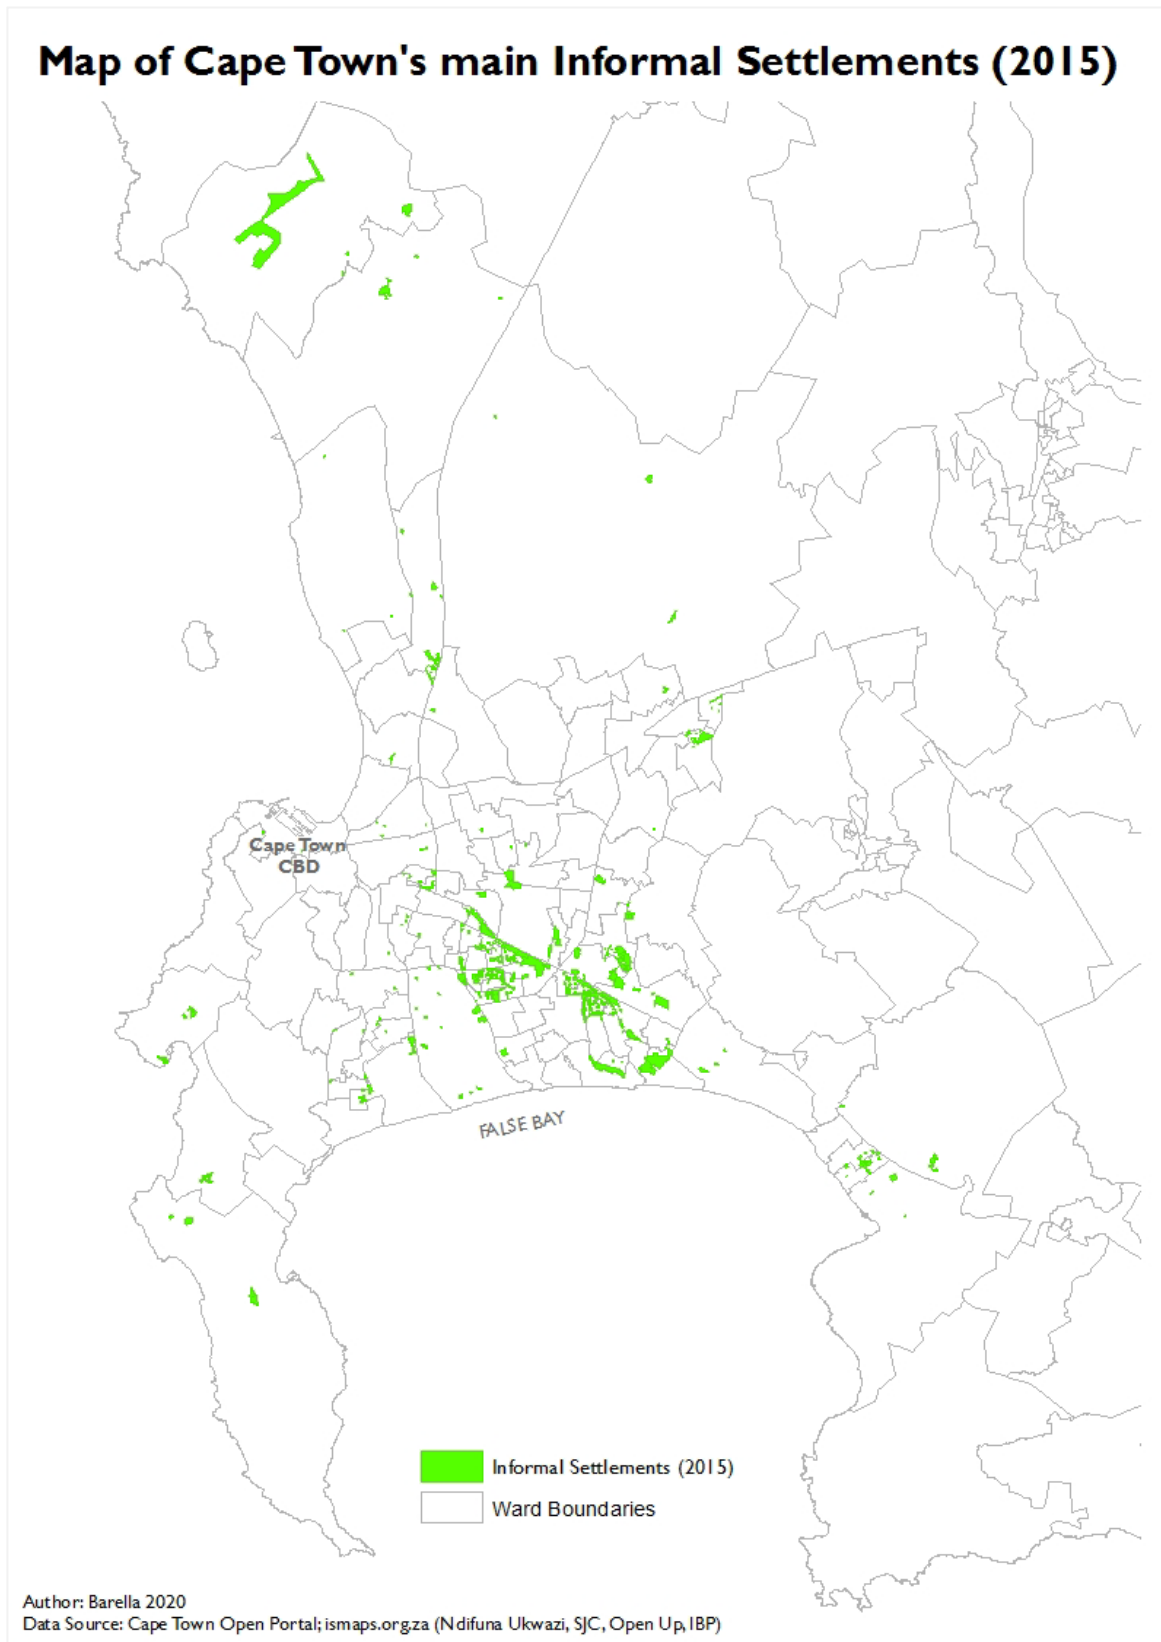 Map of Cape Town's main Informal Settlements (2015)
Cape Town
CBD
FALSE BAY
Informal Settlements (2015)
Ward Boundaries
Author: Barella 2020
Data Source: Cape Town Open Portal; ismaps.org.za (Ndifuna Ukwazi, SJC, Open Up, IBP)